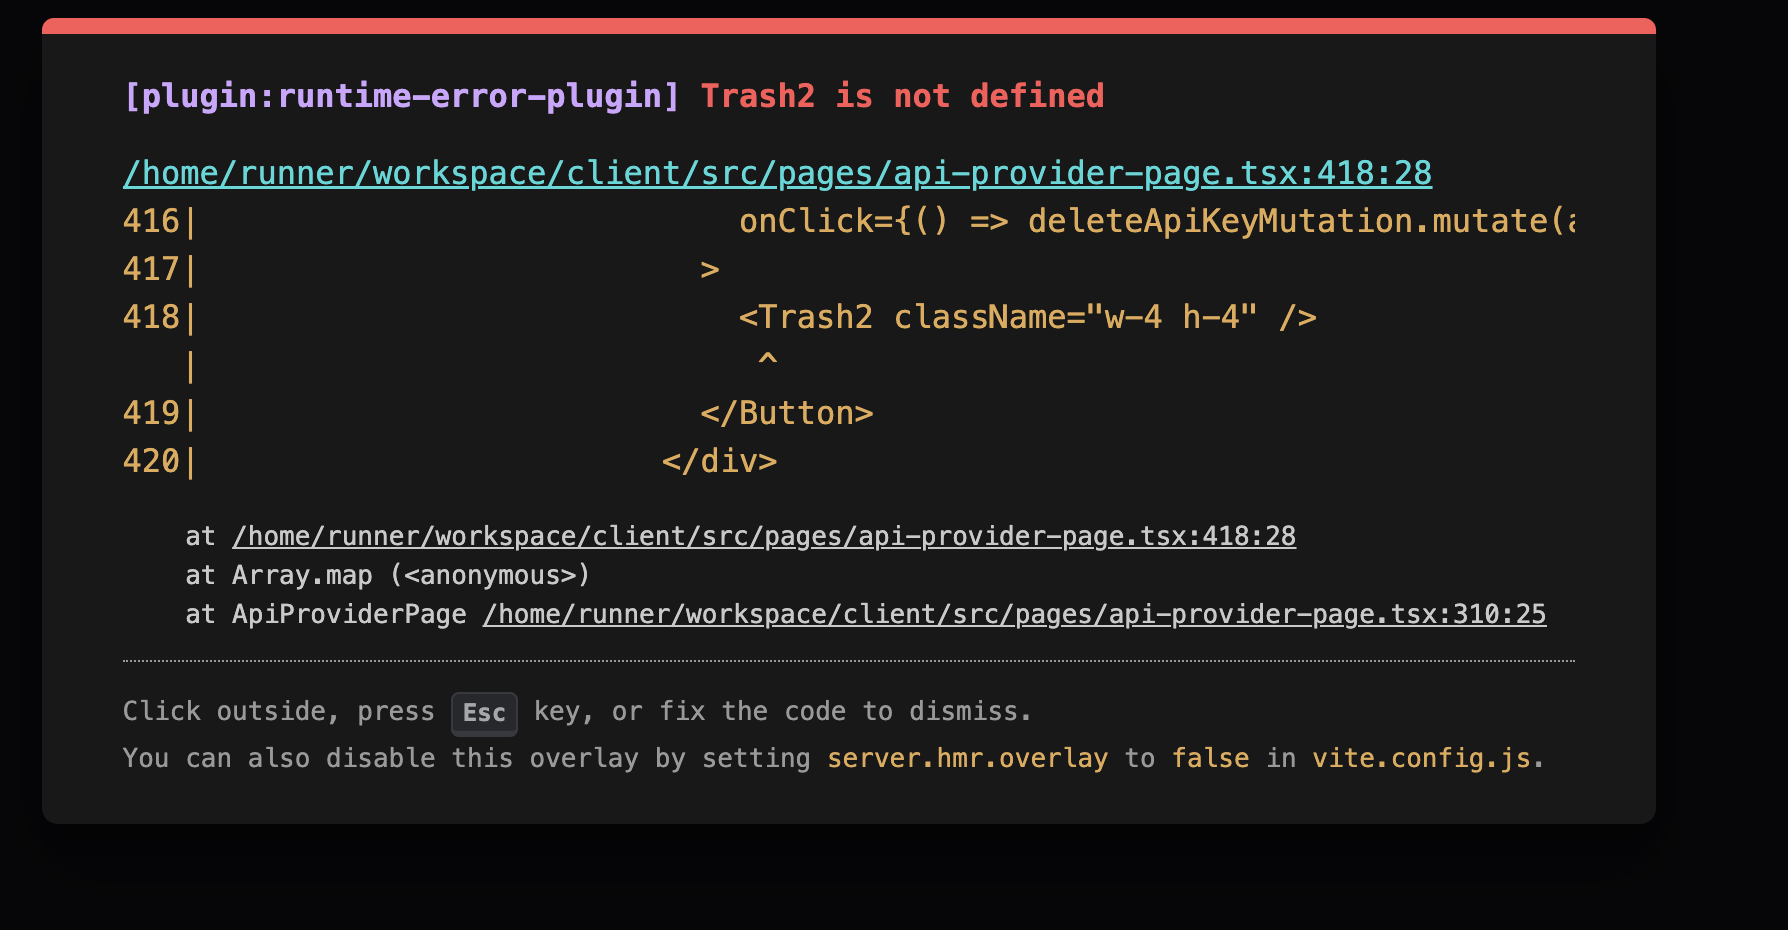 [plugin:runtime-error-plugin] Trash2 is not defined
/home/runner/workspace/client/src/pages/api-provider-page.tsx:418:28
416|                            onClick={() => deleteApiKeyMutation.mutate(a
417|                          >
418|                            <Trash2 className="w-4 h-4" />
   |                             ^
419|                          </Button>
420|                        </div>
    at /home/runner/workspace/client/src/pages/api-provider-page.tsx:418:28
    at Array.map (<anonymous>)
    at ApiProviderPage /home/runner/workspace/client/src/pages/api-provider-page.tsx:310:25
Click outside, press Esc key, or fix the code to dismiss.
You can also disable this overlay by setting server.hmr.overlay to false in vite.config.js.